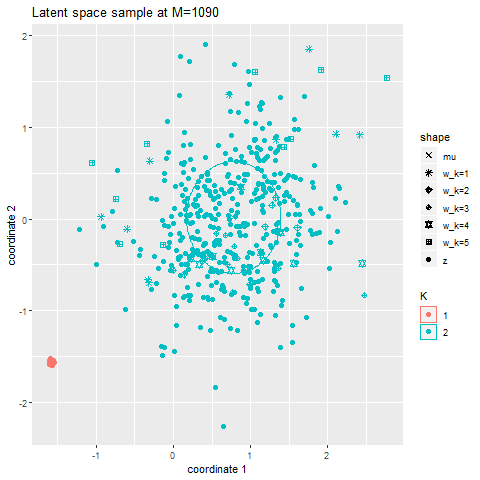 Latent space sample at M=1090
2
1
0
-1
-2
coordinate 2
-1
0
1
2
coordinate 1
shape
mu
w_k=1
w_k=2
w_k=3
w_k=4
w_k=5
z
K
1
2